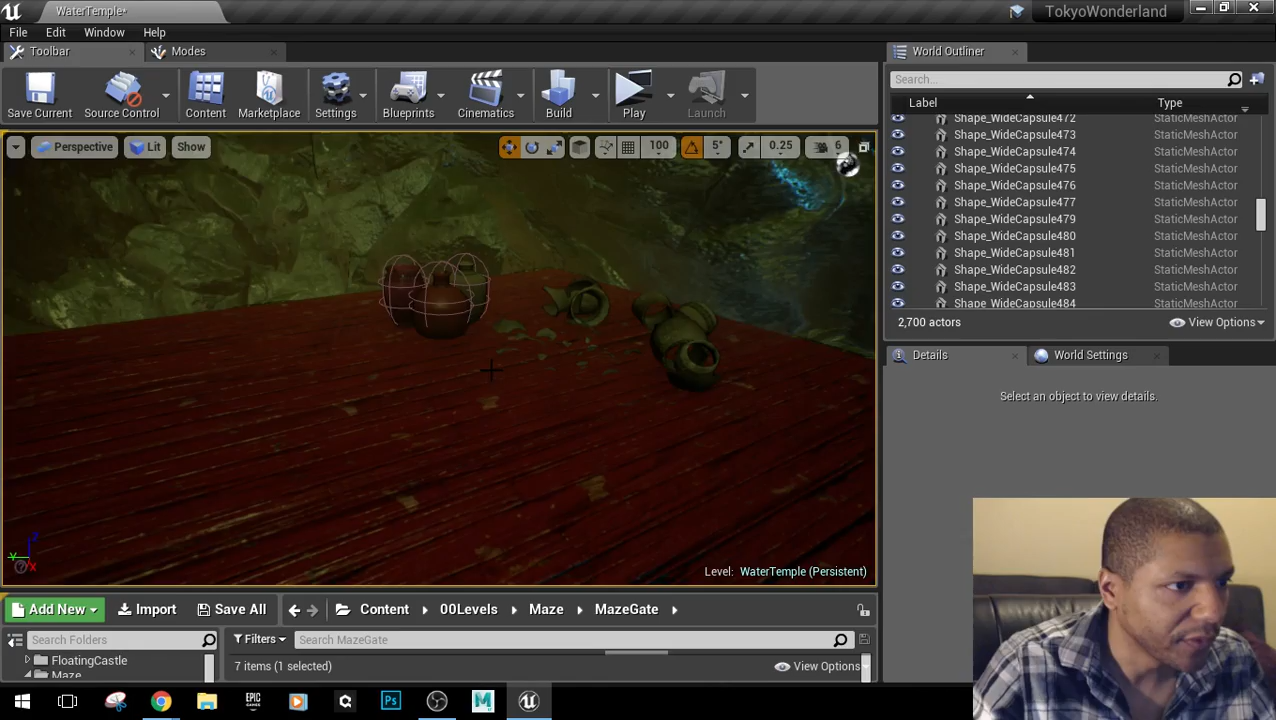 WaterTemple*
TokyoWonderland
File Edit Window Help
Toolbar Modes
World Outliner
Save Current Source Control Content Marketplace Settings Blueprints Cinematics Build Play Launch
Search...
Label Type
Shape_WideCapsule472 StaticMeshActor
Shape_WideCapsule473 StaticMeshActor
Shape_WideCapsule474 StaticMeshActor
Shape_WideCapsule475 StaticMeshActor
Shape_WideCapsule476 StaticMeshActor
Shape_WideCapsule477 StaticMeshActor
Shape_WideCapsule479 StaticMeshActor
Shape_WideCapsule480 StaticMeshActor
Shape_WideCapsule481 StaticMeshActor
Shape_WideCapsule482 StaticMeshActor
Shape_WideCapsule483 StaticMeshActor
Shape_WideCapsule484 StaticMeshActor
2,700 actors View Options
Perspective Lit Show 100 5° 0.25 6
Details World Settings
Select an object to view details.
Z
Y
X
Level: WaterTemple (Persistent)
Add New Import Save All Content 00Levels Maze MazeGate
Search Folders Filters Search MazeGate
FloatingCastle
Maze
7 items (1 selected) View Options
EPIC GAMES Ps M